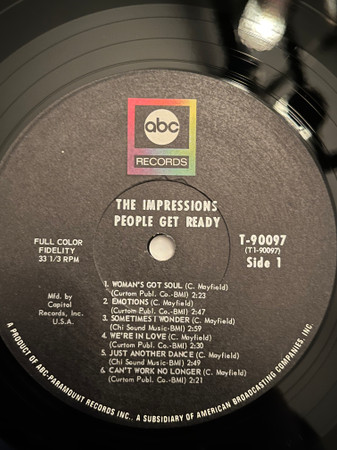 abc
RECORDS
THE IMPRESSIONS
PEOPLE GET READY
FULL COLOR
FIDELITY
33 1/3 RPM
T-90097
(T1-90097)
Side 1
Mfd. by
Capitol
Records, Inc.
U.S.A.
1. WOMAN'S GOT SOUL (C. Mayfield)
(Curtom Publ. Co.-BMI) 2:23
2. EMOTIONS (C. Mayfield)
(Curtom Publ. Co.-BMI) 2:47
3. SOMETIMES I WONDER (C. Mayfield)
(Chi Sound Music-BMI) 2:59
4. WE'RE IN LOVE (C. Mayfield)
(Curtom Publ. Co.-BMI) 2:30
5. JUST ANOTHER DANCE (C. Mayfield)
(Chi Sound Music-BMI) 2:49
6. CAN'T WORK NO LONGER (C. Mayfield)
(Curtom Publ. Co.-BMI) 2:21
A PRODUCT OF ABC-PARAMOUNT RECORDS INC., A SUBSIDIARY OF AMERICAN BROADCASTING COMPANIES, INC.